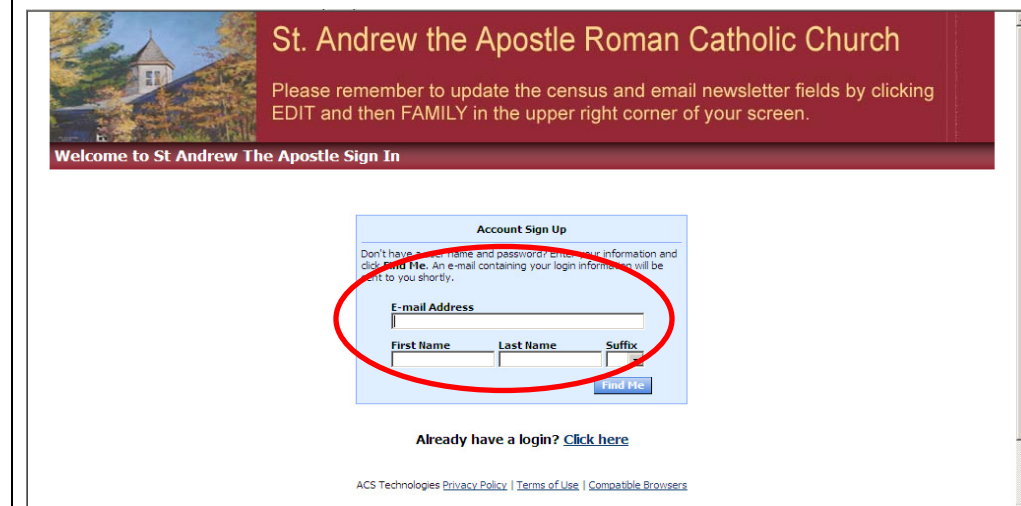 St. Andrew the Apostle Roman Catholic Church
Please remember to update the census and email newsletter fields by clicking
EDIT and then FAMILY in the upper right corner of your screen.
Welcome to St Andrew The Apostle Sign In
Account Sign Up
Don't have a user name and password? Enter your information and
click Find Me. An e-mail containing your login information will be
sent to you shortly.
E-mail Address
First Name Last Name Suffix
Find Me
Already have a login? Click here
ACS Technologies Privacy Policy | Terms of Use | Compatible Browsers